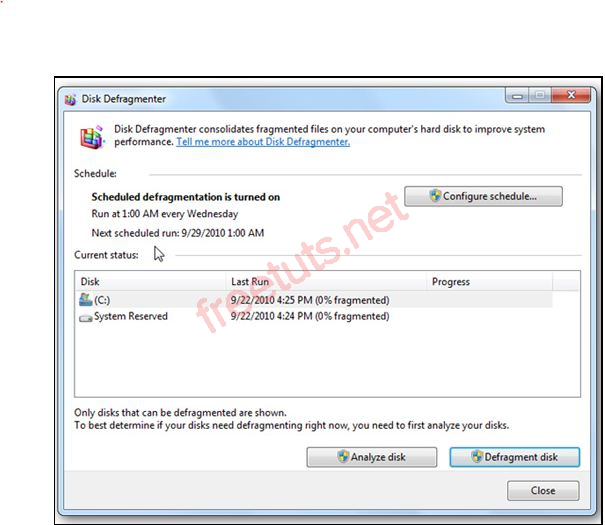 Disk Defragmenter
Disk Defragmenter consolidates fragmented files on your computer's hard disk to improve system
performance. Tell me more about Disk Defragmenter.
Schedule:
Scheduled defragmentation is turned on
Configure schedule...
Run at 1:00 AM every Wednesday
Next scheduled run: 9/29/2010 1:00 AM
Current status:
Disk Last Run Progress
(C:) 9/22/2010 4:25 PM (0% fragmented)
System Reserved 9/22/2010 4:24 PM (0% fragmented)
freetuts.net
Only disks that can be defragmented are shown.
To best determine if your disks need defragmenting right now, you need to first analyze your disks.
Analyze disk Defragment disk
Close